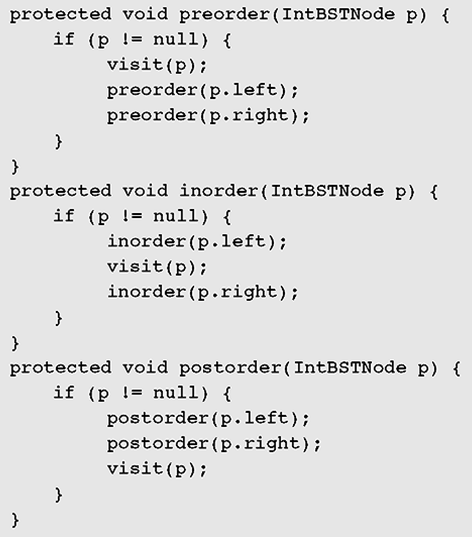 protected void preorder(IntBSTNode p) {
    if (p != null) {
        visit(p);
        preorder(p.left);
        preorder(p.right);
    }
}
protected void inorder(IntBSTNode p) {
    if (p != null) {
        inorder(p.left);
        visit(p);
        inorder(p.right);
    }
}
protected void postorder(IntBSTNode p) {
    if (p != null) {
        postorder(p.left);
        postorder(p.right);
        visit(p);
    }
}